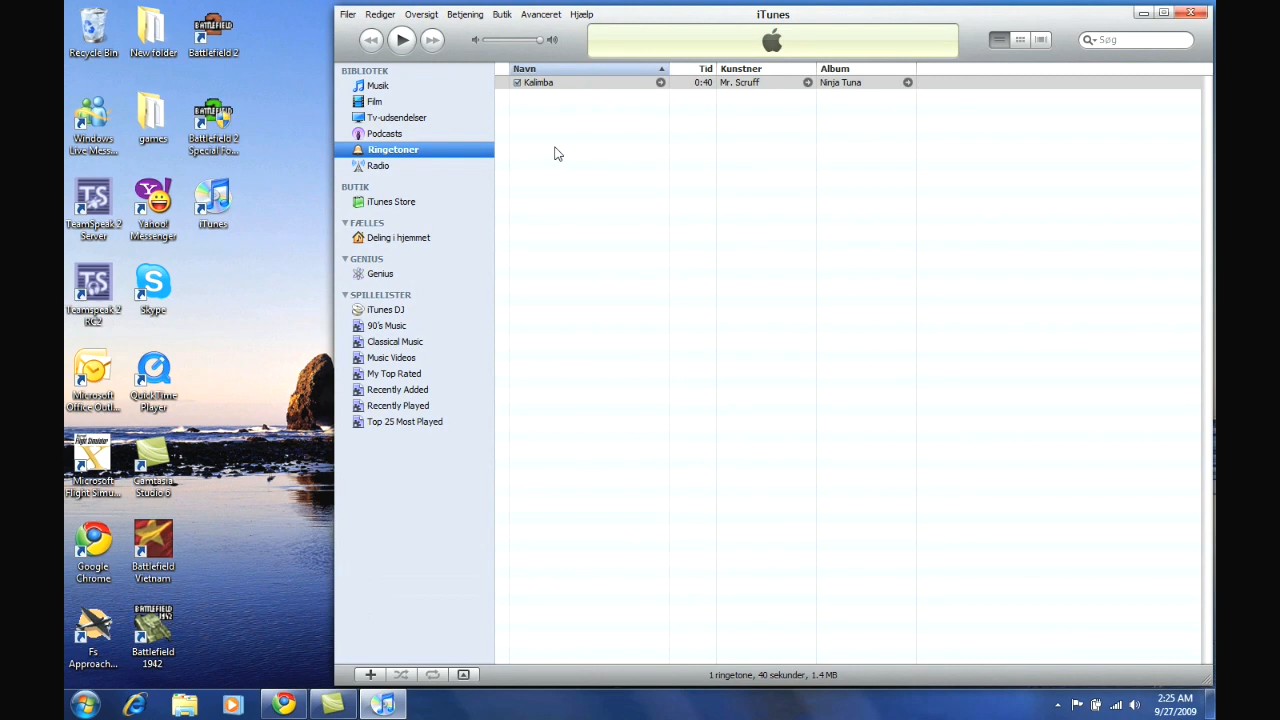 Recycle Bin
New folder
Battlefield 2
Windows
Live Mess...
games
Battlefield 2
Special Fo...
TeamSpeak 2
Server
Yahoo!
Messenger
iTunes
Teamspeak 2
RC2
Skype
Microsoft
Office Outl...
QuickTime
Player
Microsoft
Flight Simu...
Camtasia
Studio 6
Google
Chrome
Battlefield
Vietnam
Fs
Approach...
Battlefield
1942
Filer Rediger Oversigt Betjening Butik Avanceret Hjælp
iTunes
Søg
BIBLIOTEK
Musik
Film
Tv-udsendelser
Podcasts
Ringetoner
Radio
BUTIK
iTunes Store
FÆLLES
Deling i hjemmet
GENIUS
Genius
SPILLELISTER
iTunes DJ
90's Music
Classical Music
Music Videos
My Top Rated
Recently Added
Recently Played
Top 25 Most Played
Navn Tid Kunstner Album
Kalimba 0:40 Mr. Scruff Ninja Tuna
1 ringetone, 40 sekunder, 1.4 MB
2:25 AM
9/27/2009